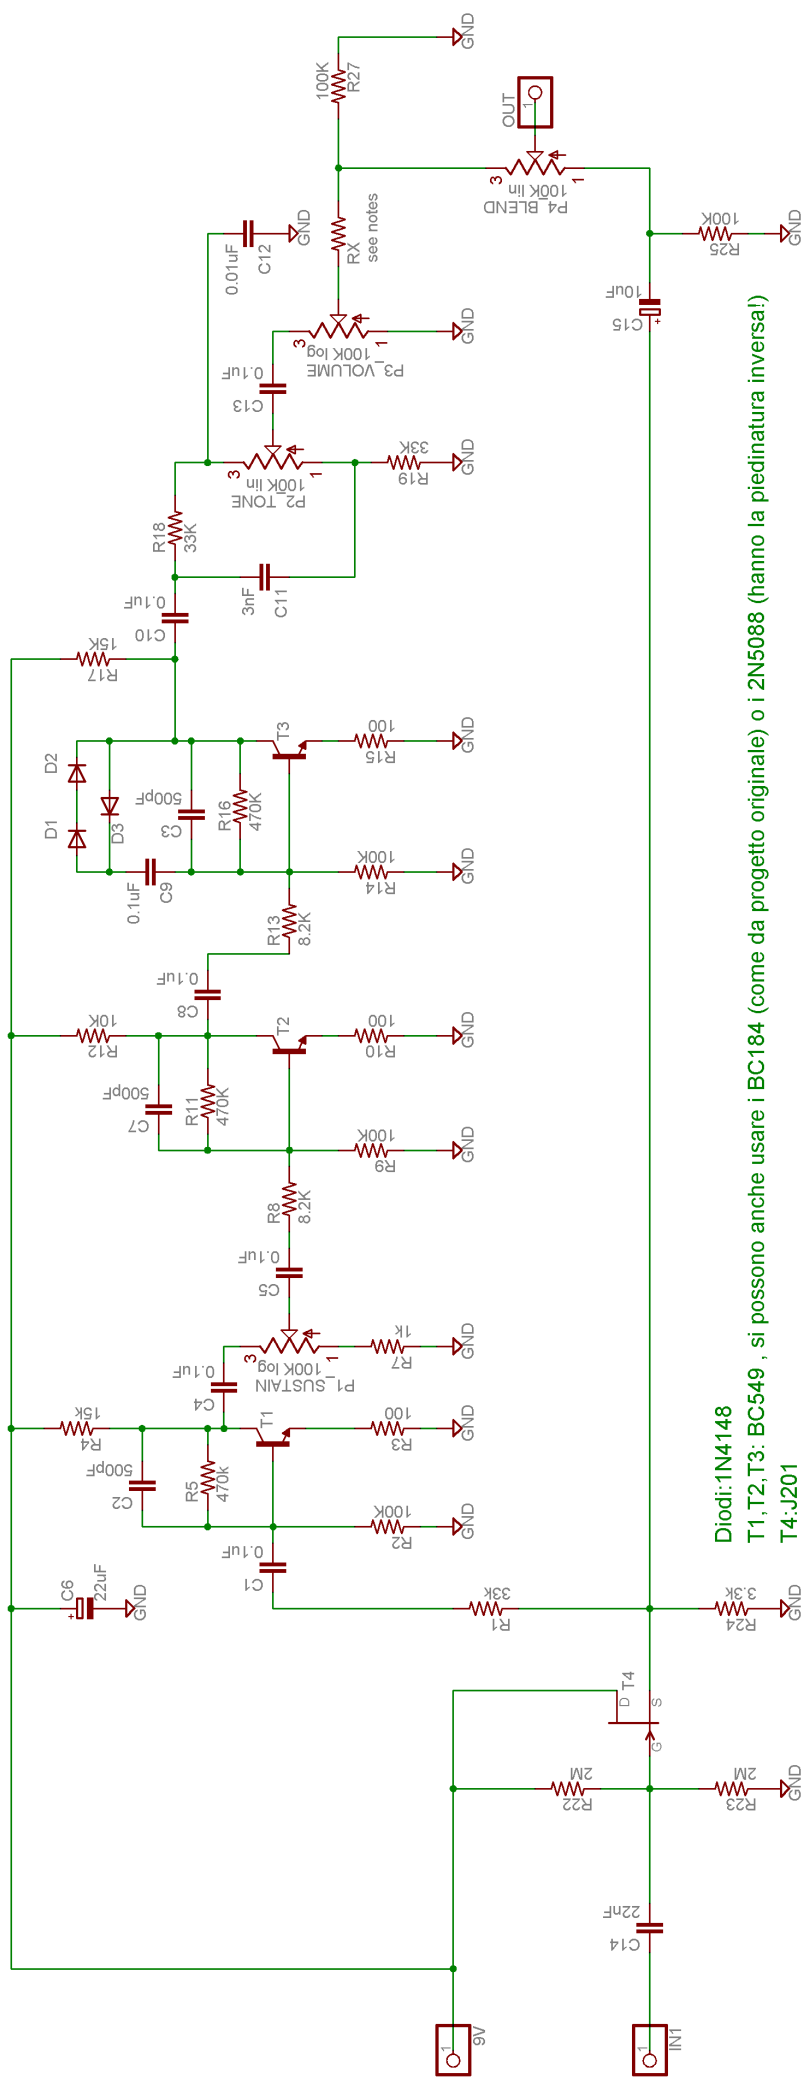 9V
1
IN1
1
C14
22nF
R22
2M
R23
2M
GND
T4
D
S
G
R24
3.3k
GND
R1
33k
C6
+
22uF
GND
C1
0.1uF
R2
100K
GND
C2
500pF
R5
470k
R4
15k
T1
R3
100
GND
C4
0.1uF
P1_SUSTAIN
100K log
3
1
R7
1k
GND
C5
0.1uF
R8
8.2K
R9
100K
GND
C7
500pF
R11
470K
R12
10K
T2
R10
100
GND
C8
0.1uF
R13
8.2K
R14
100K
GND
0.1uF
C9
D1
D2
D3
C3
500pF
R16
470K
T3
R15
100
GND
R17
15K
C10
0.1uF
3nF
C11
R18
33K
P2_TONE
100K lin
3
1
R19
33K
GND
C13
0.1uF
0.01uF
C12
GND
P3_VOLUME
100K log
3
1
GND
RX
see notes
100K
R27
GND
P4_BLEND
100K lin
3
1
OUT
1
C15
+
10uF
R25
100K
GND
Diodi:1N4148
T1,T2,T3: BC549 , si possono anche usare i BC184 (come da progetto originale) o i 2N5088 (hanno la piedinatura inversa!)
T4:J201